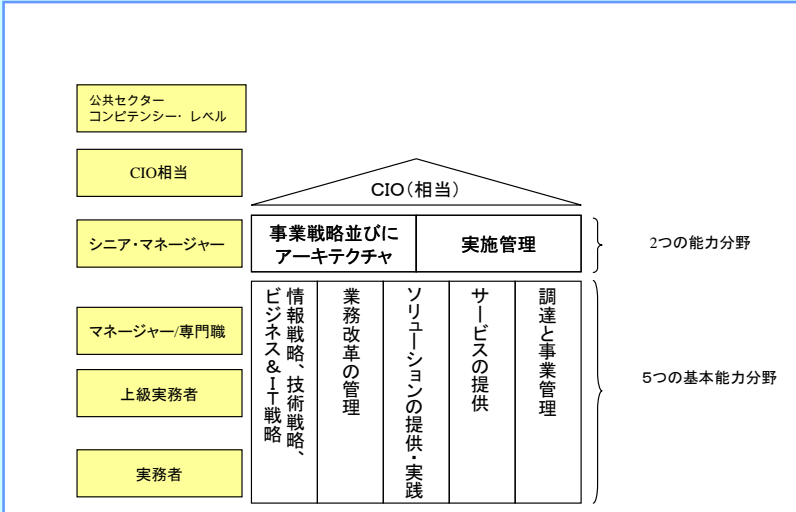 公共セクター
コンピテンシー・レベル
CIO相当
CIO(相当)
シニア・マネージャー
事業戦略並びに
アーキテクチャ
実施管理
2つの能力分野
マネージャー/専門職
上級実務者
実務者
情報戦略、技術戦略、
ビジネス&IT戦略
業務改革の管理
ソリューションの提供・実践
サービスの提供
調達と事業管理
5つの基本能力分野